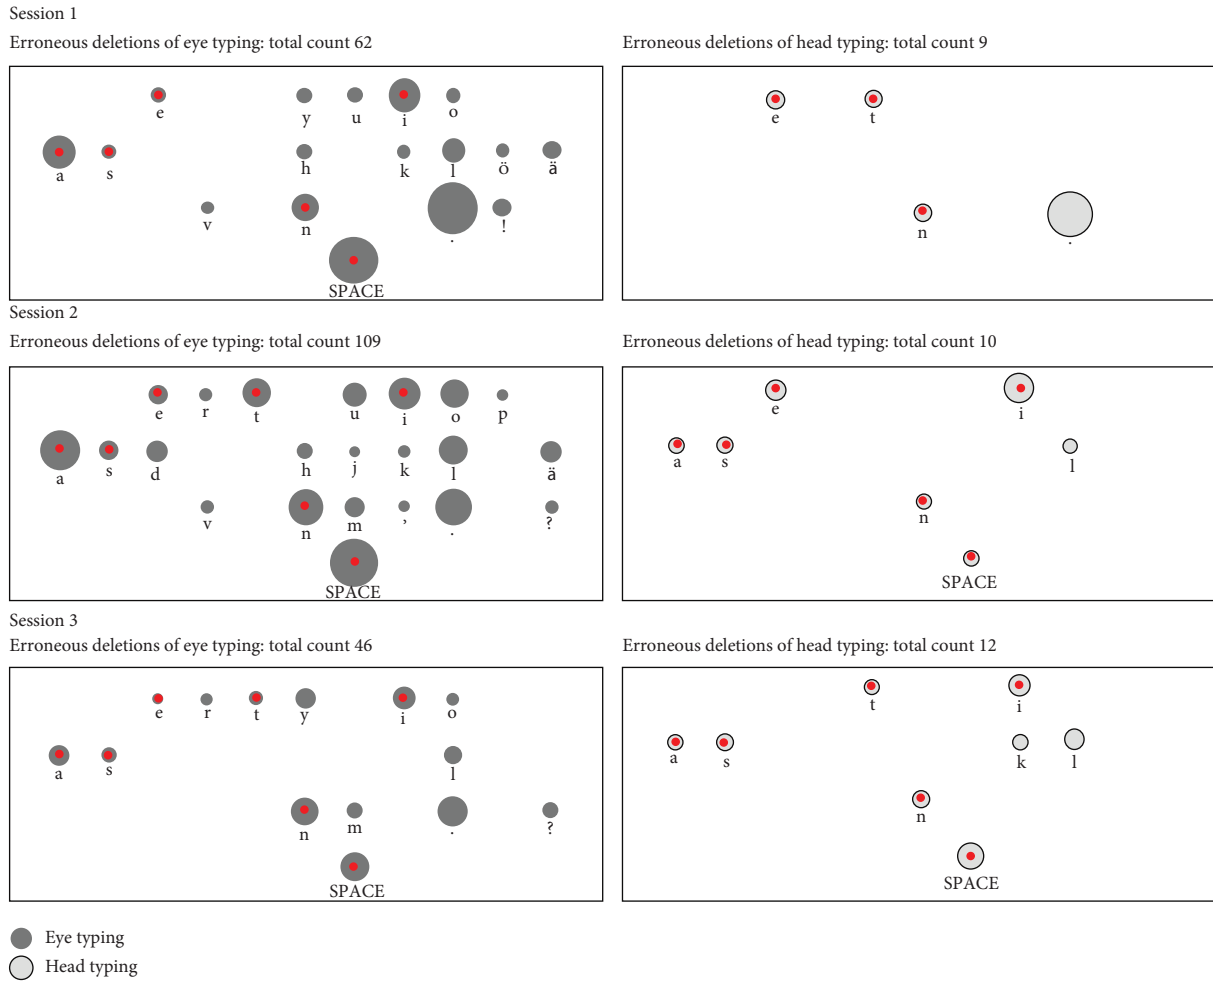 Session 1
Erroneous deletions of eye typing: total count 62
e y u i o
a s h k l ö ä
v n . !
SPACE
Erroneous deletions of head typing: total count 9
e t
n .
Session 2
Erroneous deletions of eye typing: total count 109
e r t u i o p
a s d h j k l ä
v n m , . ?
SPACE
Erroneous deletions of head typing: total count 10
e i
a s l
n
SPACE
Session 3
Erroneous deletions of eye typing: total count 46
e r t y i o
a s l
n m . ?
SPACE
Erroneous deletions of head typing: total count 12
t i
a s k l
n
SPACE
Eye typing
Head typing